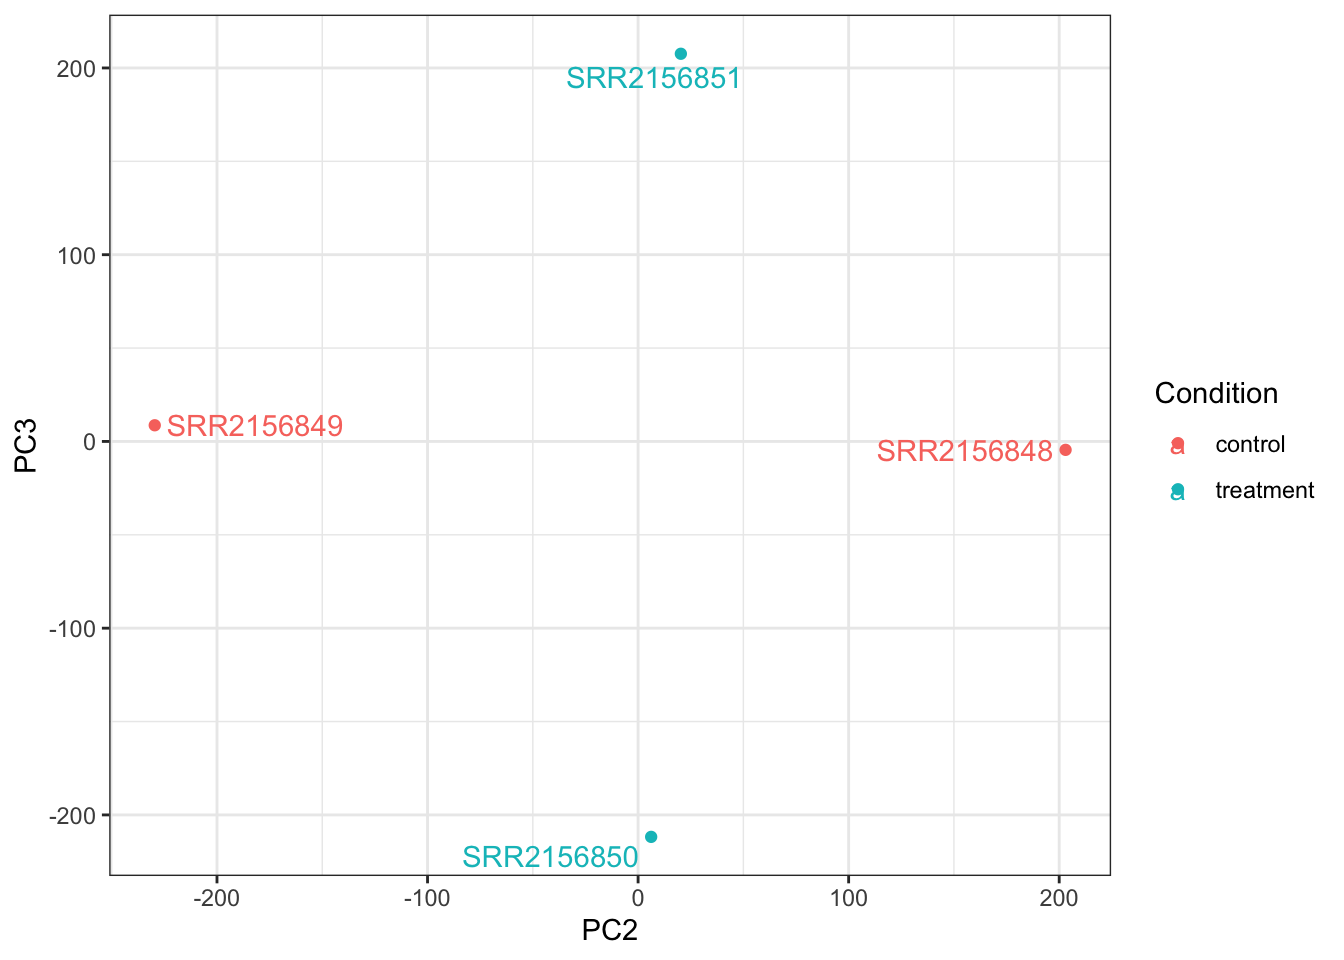 SRR2156851
SRR2156849
SRR2156848
SRR2156850
200
100
0
-100
-200
-200
-100
0
100
200
PC2
PC3
Condition
a control
a treatment